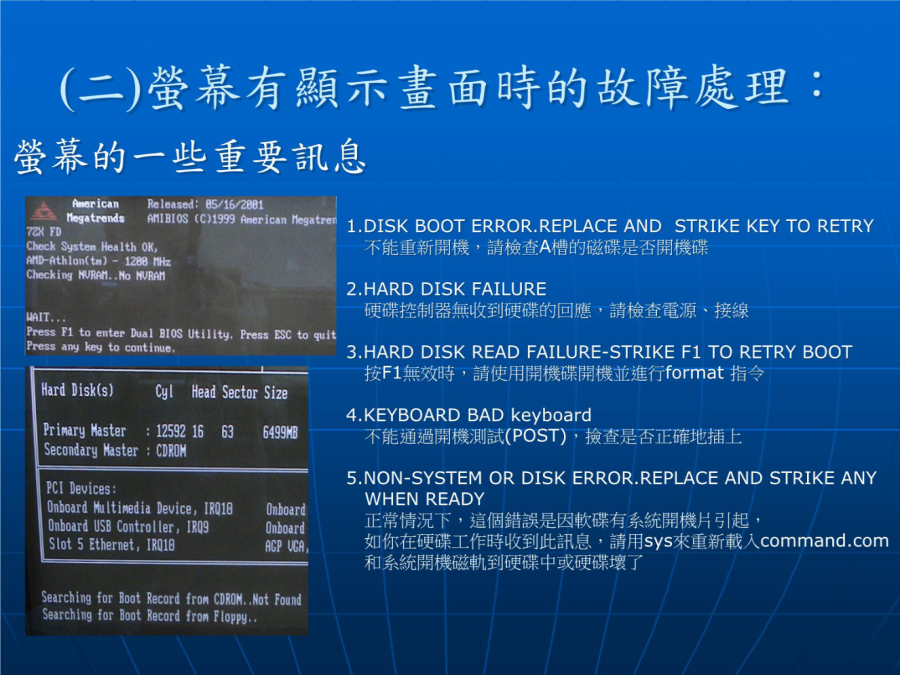 (二)螢幕有顯示畫面時的故障處理：
螢幕的一些重要訊息
American
Megatrends
Released: 05/16/2001
AMIBIOS (C)1999 American Megatren
7ZX FD
Check System Health OK,
AMD-Athlon(tm) - 1200 MHz
Checking NVRAM..No NVRAM
WAIT...
Press F1 to enter Dual BIOS Utility. Press ESC to quit
Press any key to continue.
Hard Disk(s) Cyl Head Sector Size
Primary Master : 12592 16 63 6499MB
Secondary Master : CDROM
PCI Devices:
Onboard Multimedia Device, IRQ10 Onboard
Onboard USB Controller, IRQ9 Onboard
Slot 5 Ethernet, IRQ10 AGP VGA,
Searching for Boot Record from CDROM..Not Found
Searching for Boot Record from Floppy..
1.DISK BOOT ERROR.REPLACE AND STRIKE KEY TO RETRY
不能重新開機，請檢查A槽的磁碟是否開機碟
2.HARD DISK FAILURE
硬碟控制器無收到硬碟的回應，請檢查電源、接線
3.HARD DISK READ FAILURE-STRIKE F1 TO RETRY BOOT
按F1無效時，請使用開機碟開機並進行format 指令
4.KEYBOARD BAD keyboard
不能通過開機測試(POST)，撿查是否正確地插上
5.NON-SYSTEM OR DISK ERROR.REPLACE AND STRIKE ANY
WHEN READY
正常情況下，這個錯誤是因軟碟有系統開機片引起，
如你在硬碟工作時收到此訊息，請用sys來重新載入command.com
和系統開機磁軌到硬碟中或硬碟壞了